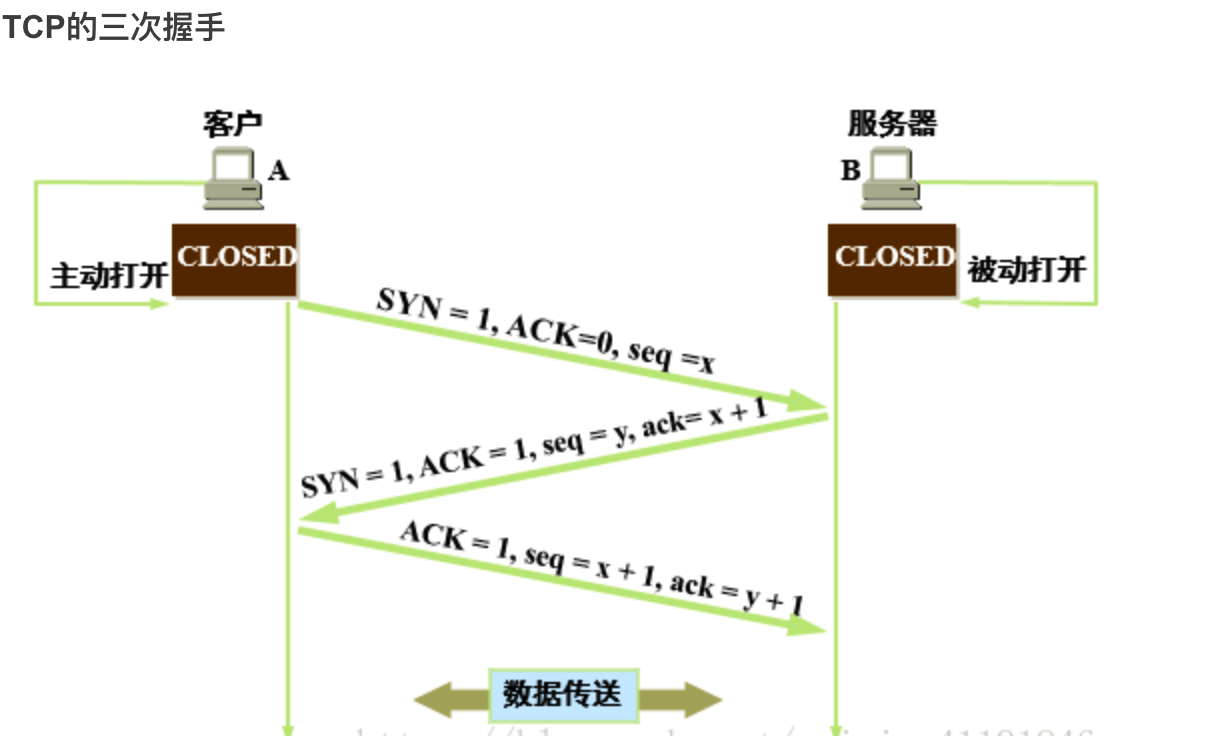 TCP的三次握手
客户
服务器
A
B
CLOSED
CLOSED
主动打开
被动打开
SYN = 1, ACK=0, seq =x
SYN = 1, ACK = 1, seq = y, ack= x + 1
ACK = 1, seq = x + 1, ack = y + 1
数据传送